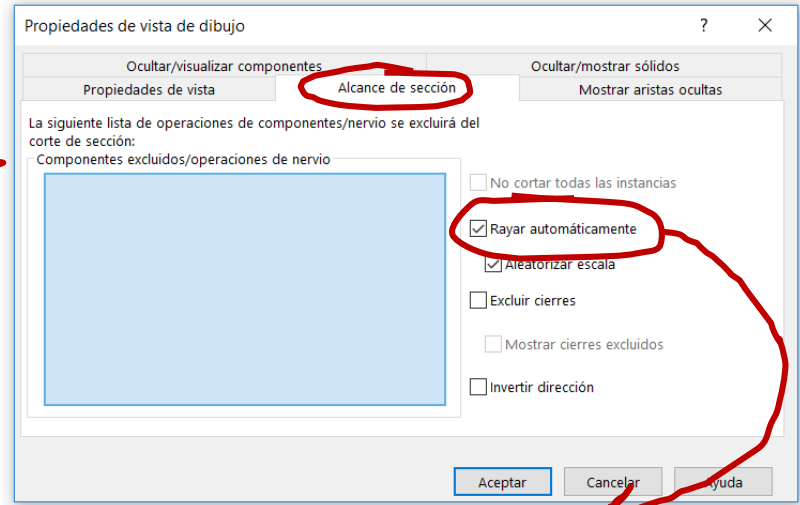 Propiedades de vista de dibujo ? ×
Ocultar/visualizar componentes Ocultar/mostrar sólidos
Propiedades de vista Alcance de sección Mostrar aristas ocultas
La siguiente lista de operaciones de componentes/nervio se excluirá del
corte de sección:
Componentes excluidos/operaciones de nervio
No cortar todas las instancias
Rayar automáticamente
Aleatorizar escala
Excluir cierres
Mostrar cierres excluidos
Invertir dirección
Aceptar Cancelar Ayuda